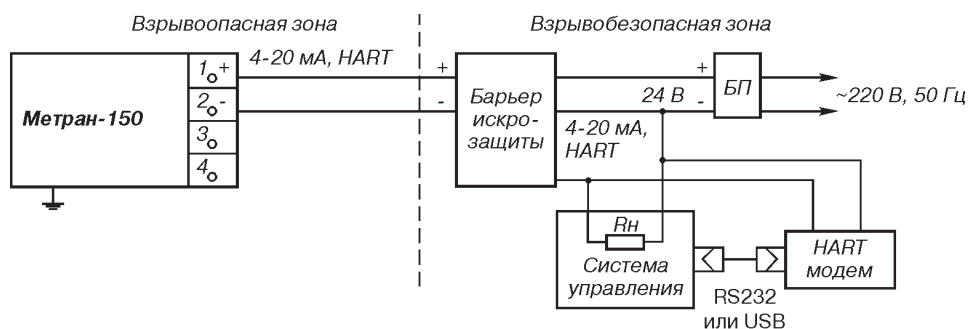 Взрывоопасная зона
Взрывобезопасная зона
Метран-150
1 +
2 -
3
4
4-20 мА, HART
+
-
Барьер
искро-
защиты
+
24 В -
БП
~220 В, 50 Гц
4-20 мА,
HART
Rн
Система
управления
RS232
или USB
HART
модем